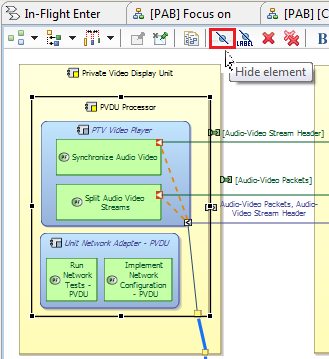 In-Flight Enter
[PAB] Focus on
[PAB] [C
LABEL
B
Hide element
Private Video Display Unit
PVDU Processor
PTV Video Player
Synchronize Audio Video
Split Audio Video
Streams
[Audio-Video Stream Header]
[Audio-Video Packets]
Audio-Video Packets, Audio-
Video Stream Header
Unit Network Adapter - PVDU
Run
Network
Tests -
PVDU
Implement
Network
Configuration
- PVDU